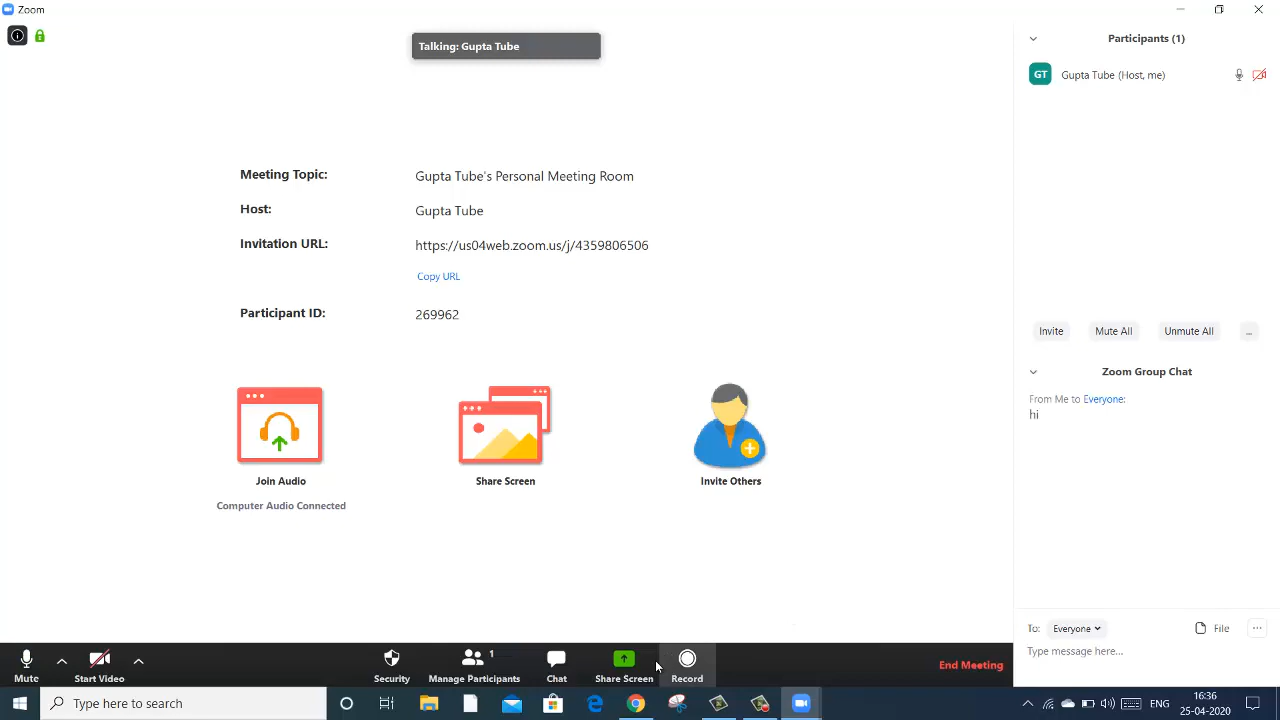 Zoom
Talking: Gupta Tube
Participants (1)
GT Gupta Tube (Host, me)
Meeting Topic: Gupta Tube's Personal Meeting Room
Host: Gupta Tube
Invitation URL: https://us04web.zoom.us/j/4359806506
Copy URL
Participant ID: 269962
Invite Mute All Unmute All ...
Zoom Group Chat
From Me to Everyone:
hi
Join Audio Share Screen Invite Others
Computer Audio Connected
To: Everyone File ...
Type message here...
1
Mute Start Video Security Manage Participants Chat Share Screen Record End Meeting
Type here to search
ENG
16:36
25-04-2020